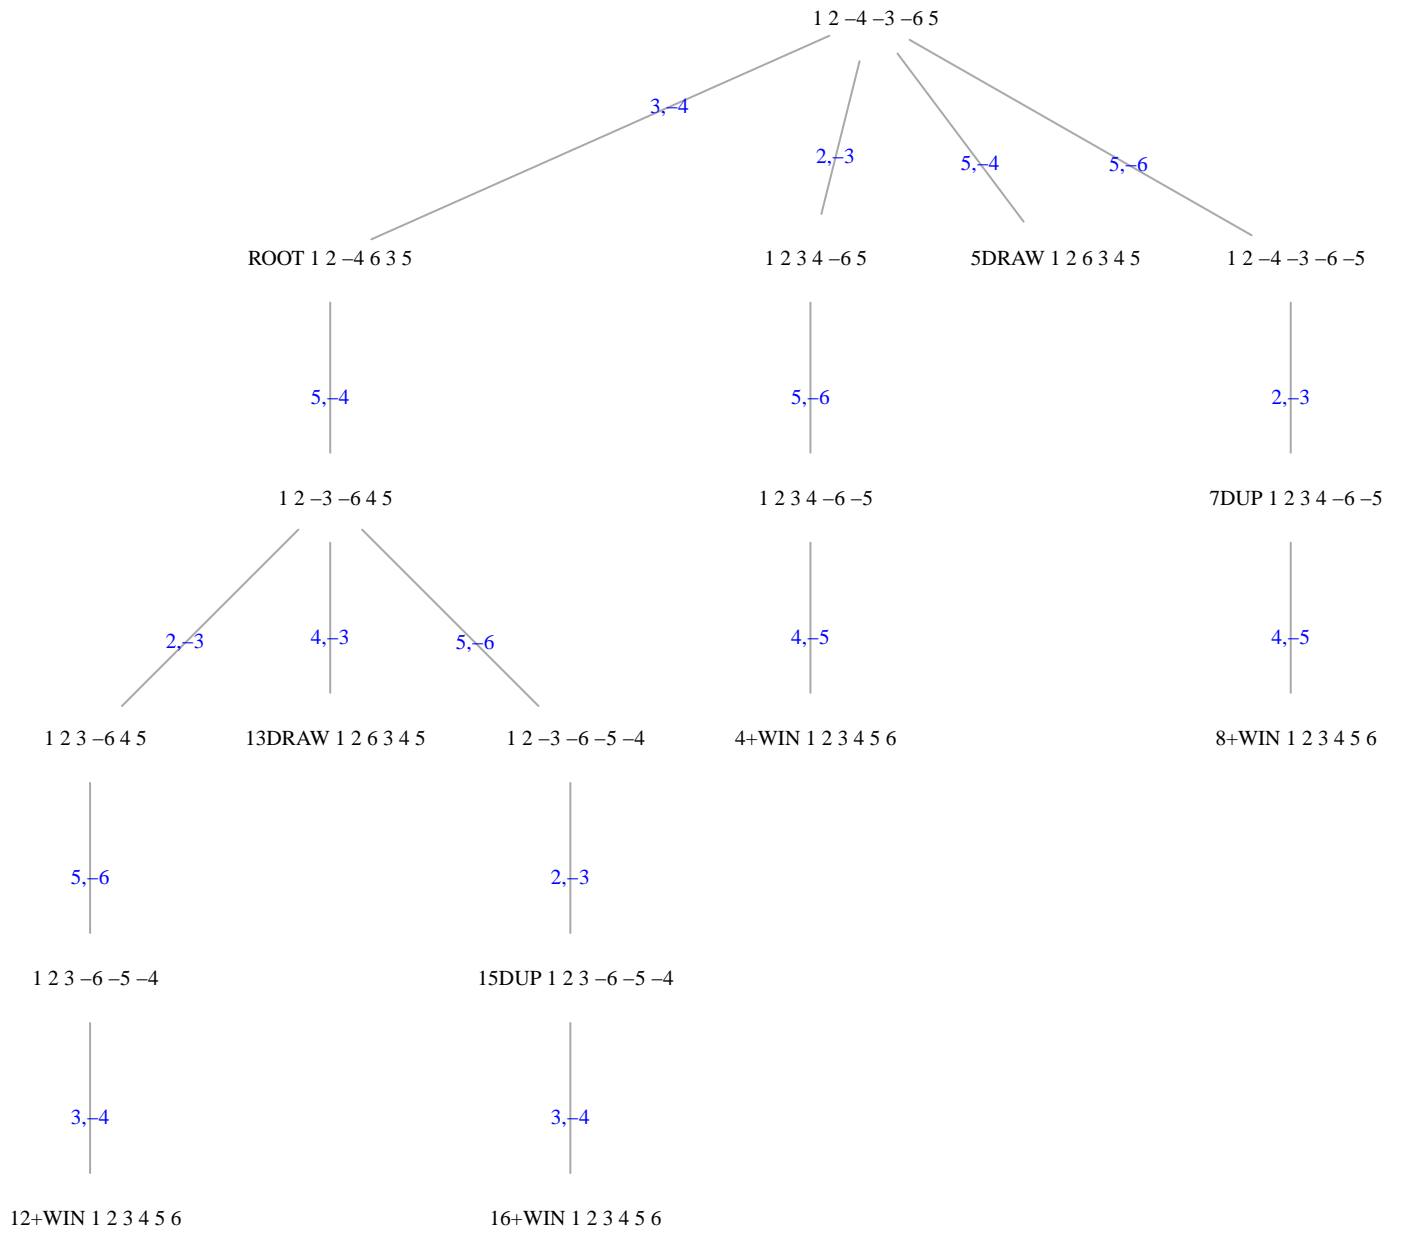 1 2 –4 –3 –6 5
3,–4
2,–3
5,–4
5,–6
ROOT 1 2 –4 6 3 5
1 2 3 4 –6 5
5DRAW 1 2 6 3 4 5
1 2 –4 –3 –6 –5
5,–4
5,–6
2,–3
1 2 –3 –6 4 5
1 2 3 4 –6 –5
7DUP 1 2 3 4 –6 –5
2,–3
4,–3
5,–6
4,–5
4,–5
1 2 3 –6 4 5
13DRAW 1 2 6 3 4 5
1 2 –3 –6 –5 –4
4+WIN 1 2 3 4 5 6
8+WIN 1 2 3 4 5 6
5,–6
2,–3
1 2 3 –6 –5 –4
15DUP 1 2 3 –6 –5 –4
3,–4
3,–4
12+WIN 1 2 3 4 5 6
16+WIN 1 2 3 4 5 6